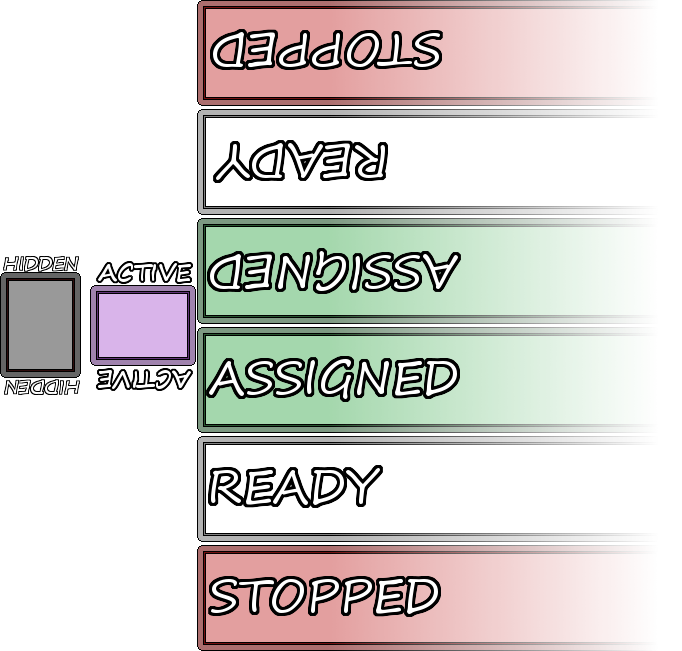 STOPPED
READY
ASSIGNED
HIDDEN
ACTIVE
HIDDEN
ACTIVE
ASSIGNED
READY
STOPPED